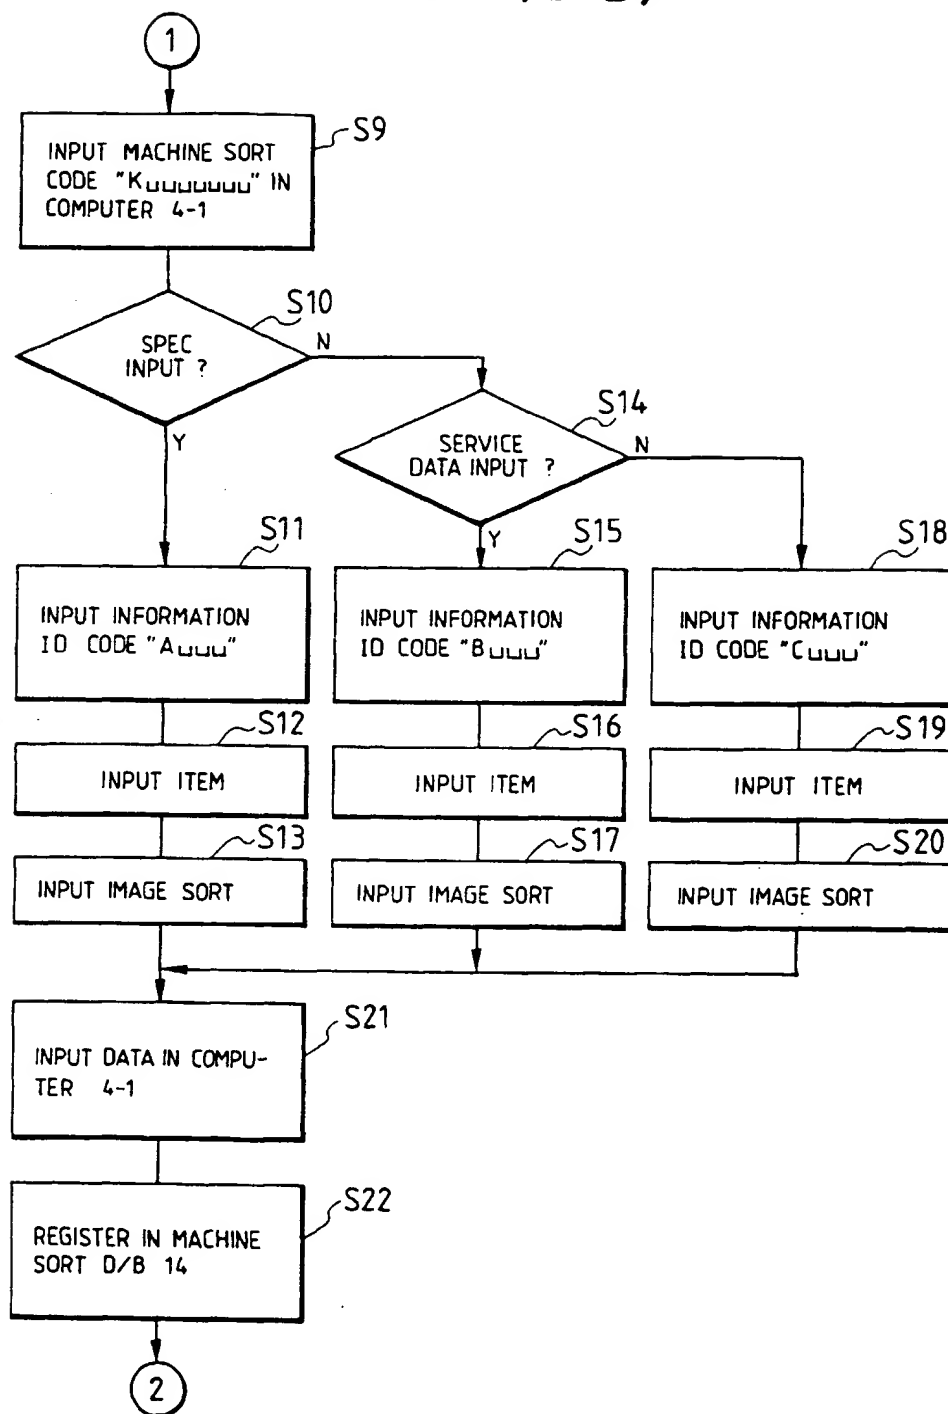 1
S9
INPUT MACHINE SORT
CODE "K␣␣␣␣␣␣␣" IN
COMPUTER 4-1
S10
SPEC
INPUT ?
N
Y
S14
SERVICE
DATA INPUT ?
N
Y
S11
INPUT INFORMATION
ID CODE "A␣␣␣"
S15
INPUT INFORMATION
ID CODE "B␣␣␣"
S18
INPUT INFORMATION
ID CODE "C␣␣␣"
S12
INPUT ITEM
S16
INPUT ITEM
S19
INPUT ITEM
S13
INPUT IMAGE SORT
S17
INPUT IMAGE SORT
S20
INPUT IMAGE SORT
S21
INPUT DATA IN COMPU-
TER 4-1
S22
REGISTER IN MACHINE
SORT D/B 14
2